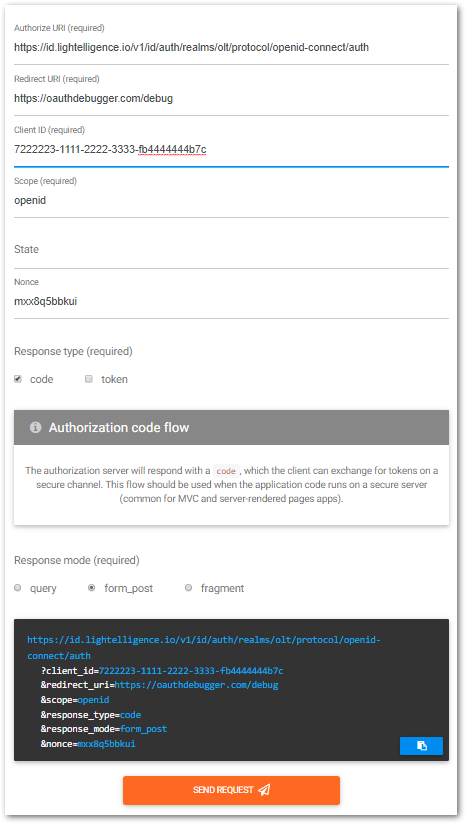 Authorize URI (required)
https://id.lightelligence.io/v1/id/auth/realms/olt/protocol/openid-connect/auth
Redirect URI (required)
https://oauthdebugger.com/debug
Client ID (required)
7222223-1111-2222-3333-fb4444444b7c
Scope (required)
openid
State
Nonce
mxx8q5bbkui
Response type (required)
code token
Authorization code flow
The authorization server will respond with a code, which the client can exchange for tokens on a
secure channel. This flow should be used when the application code runs on a secure server
(common for MVC and server-rendered pages apps).
Response mode (required)
query form_post fragment
https://id.lightelligence.io/v1/id/auth/realms/olt/protocol/openid-
connect/auth
?client_id=7222223-1111-2222-3333-fb4444444b7c
&redirect_uri=https://oauthdebugger.com/debug
&scope=openid
&response_type=code
&response_mode=form_post
&nonce=mxx8q5bbkui
SEND REQUEST